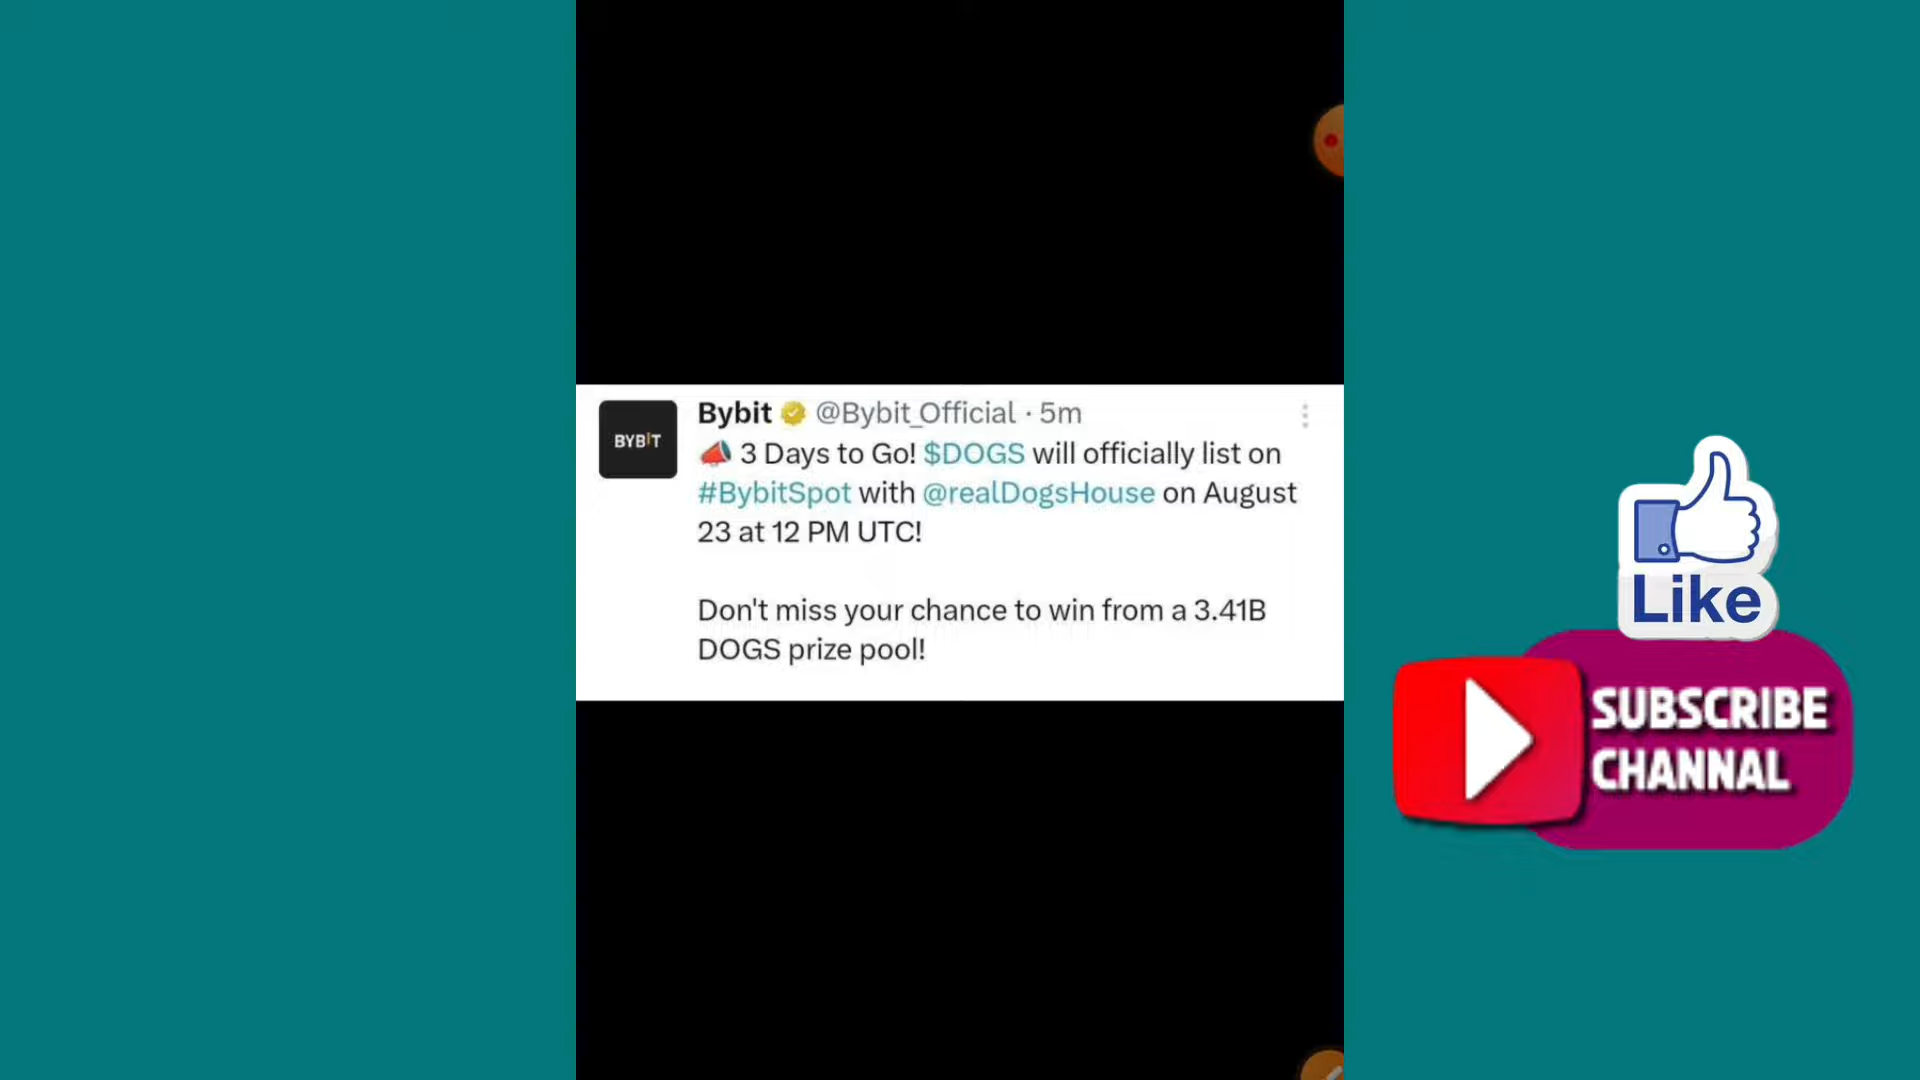 BYBIT
Bybit @Bybit_Official · 5m
📣 3 Days to Go! $DOGS will officially list on
#BybitSpot with @realDogsHouse on August
23 at 12 PM UTC!
Don't miss your chance to win from a 3.41B
DOGS prize pool!
Like
SUBSCRIBE
CHANNAL